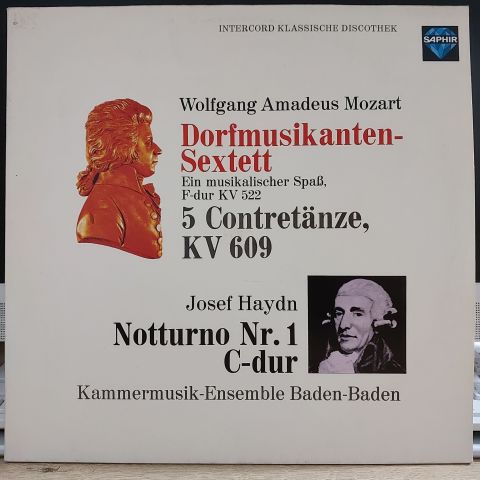 INTERCORD KLASSISCHE DISCOTHEK
SAPHIR
Wolfgang Amadeus Mozart
Dorfmusikanten-
Sextett
Ein musikalischer Spaß,
F-dur KV 522
5 Contretänze,
KV 609
Josef Haydn
Notturno Nr. 1
C-dur
Kammermusik-Ensemble Baden-Baden